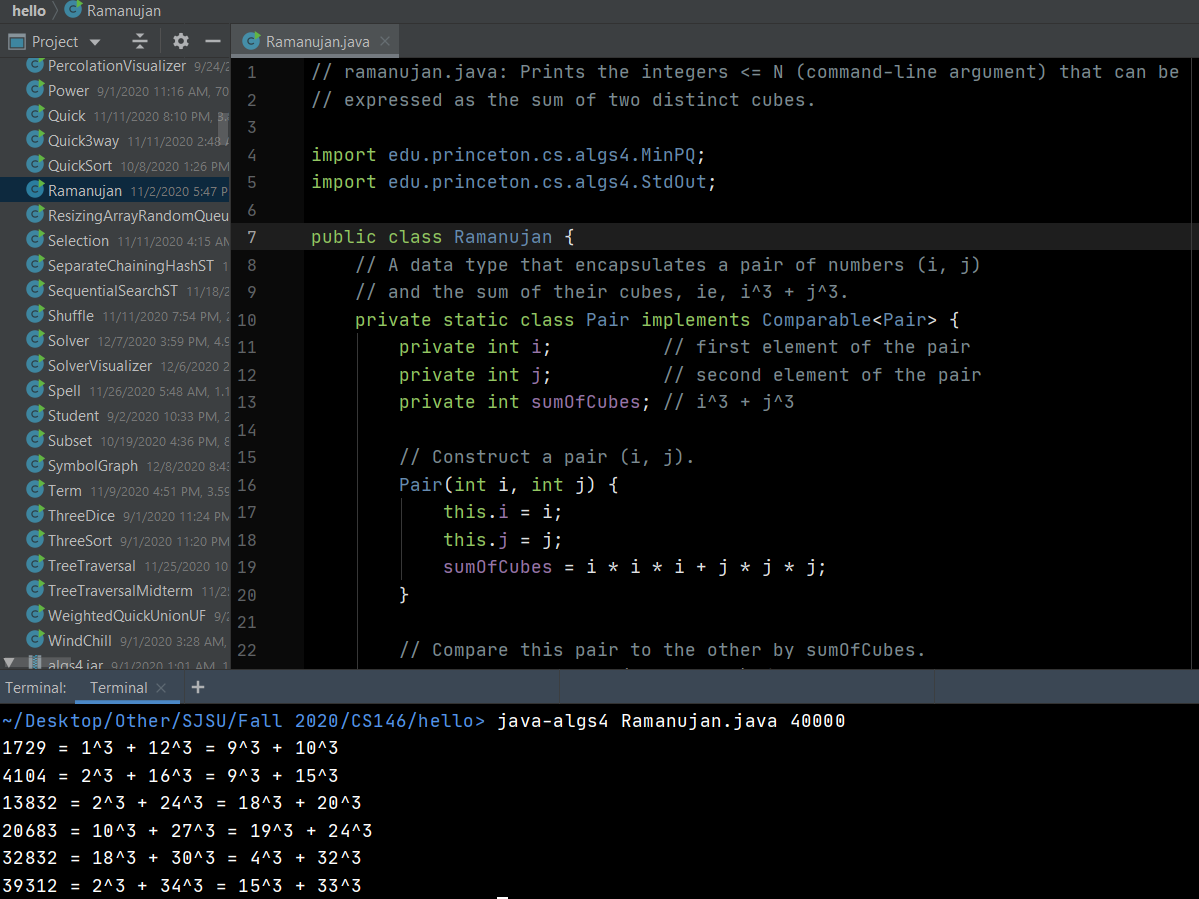 hello Ramanujan
Project
Ramanujan.java
PercolationVisualizer 9/24/2
Power 9/1/2020 11:16 AM, 70
Quick 11/11/2020 8:10 PM, 3.
Quick3way 11/11/2020 2:48
QuickSort 10/8/2020 1:26 PM
Ramanujan 11/2/2020 5:47 P
ResizingArrayRandomQueu
Selection 11/11/2020 4:15 AM
SeparateChainingHashST 1
SequentialSearchST 11/18/2
Shuffle 11/11/2020 7:54 PM, 2
Solver 12/7/2020 3:59 PM, 4.9
SolverVisualizer 12/6/2020 2
Spell 11/26/2020 5:48 AM, 1.1
Student 9/2/2020 10:33 PM, 2
Subset 10/19/2020 4:36 PM, 8
SymbolGraph 12/8/2020 8:43
Term 11/9/2020 4:51 PM, 3.59
ThreeDice 9/1/2020 11:24 PM
ThreeSort 9/1/2020 11:20 PM
TreeTraversal 11/25/2020 10
TreeTraversalMidterm 11/25
WeightedQuickUnionUF 9/2
WindChill 9/1/2020 3:28 AM,
algs4.jar 9/1/2020 1:01 AM, 1
1 // ramanujan.java: Prints the integers <= N (command-line argument) that can be
2 // expressed as the sum of two distinct cubes.
3
4 import edu.princeton.cs.algs4.MinPQ;
5 import edu.princeton.cs.algs4.StdOut;
6
7 public class Ramanujan {
8 // A data type that encapsulates a pair of numbers (i, j)
9 // and the sum of their cubes, ie, i^3 + j^3.
10 private static class Pair implements Comparable<Pair> {
11 private int i; // first element of the pair
12 private int j; // second element of the pair
13 private int sumOfCubes; // i^3 + j^3
14
15 // Construct a pair (i, j).
16 Pair(int i, int j) {
17 this.i = i;
18 this.j = j;
19 sumOfCubes = i * i * i + j * j * j;
20 }
21
22 // Compare this pair to the other by sumOfCubes.
Terminal: Terminal +
~/Desktop/Other/SJSU/Fall 2020/CS146/hello> java-algs4 Ramanujan.java 40000
1729 = 1^3 + 12^3 = 9^3 + 10^3
4104 = 2^3 + 16^3 = 9^3 + 15^3
13832 = 2^3 + 24^3 = 18^3 + 20^3
20683 = 10^3 + 27^3 = 19^3 + 24^3
32832 = 18^3 + 30^3 = 4^3 + 32^3
39312 = 2^3 + 34^3 = 15^3 + 33^3